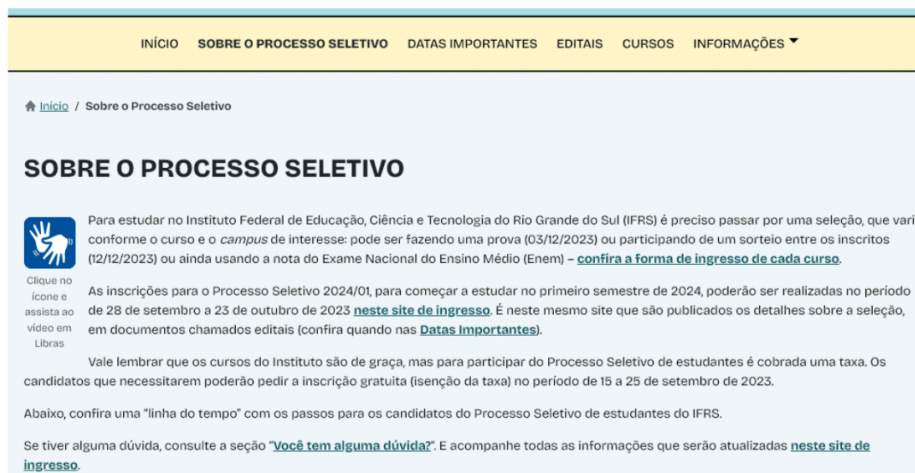 INÍCIO SOBRE O PROCESSO SELETIVO DATAS IMPORTANTES EDITAIS CURSOS INFORMAÇÕES
Início / Sobre o Processo Seletivo
SOBRE O PROCESSO SELETIVO
Para estudar no Instituto Federal de Educação, Ciência e Tecnologia do Rio Grande do Sul (IFRS) é preciso passar por uma seleção, que vari
conforme o curso e o campus de interesse: pode ser fazendo uma prova (03/12/2023) ou participando de um sorteio entre os inscritos
(12/12/2023) ou ainda usando a nota do Exame Nacional do Ensino Médio (Enem) – confira a forma de ingresso de cada curso.
Clique no
ícone e
assista ao
vídeo em
Libras
As inscrições para o Processo Seletivo 2024/01, para começar a estudar no primeiro semestre de 2024, poderão ser realizadas no período
de 28 de setembro a 23 de outubro de 2023 neste site de ingresso. É neste mesmo site que são publicados os detalhes sobre a seleção,
em documentos chamados editais (confira quando nas Datas Importantes).
Vale lembrar que os cursos do Instituto são de graça, mas para participar do Processo Seletivo de estudantes é cobrada uma taxa. Os
candidatos que necessitarem poderão pedir a inscrição gratuita (isenção da taxa) no período de 15 a 25 de setembro de 2023.
Abaixo, confira uma "linha do tempo" com os passos para os candidatos do Processo Seletivo de estudantes do IFRS.
Se tiver alguma dúvida, consulte a seção "Você tem alguma dúvida?". E acompanhe todas as informações que serão atualizadas neste site de
ingresso.